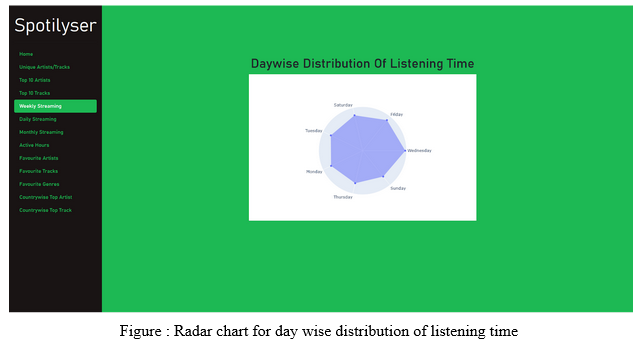 Spotilyser
Home
Unique Artists/Tracks
Top 10 Artists
Top 10 Tracks
Weekly Streaming
Daily Streaming
Monthly Streaming
Active Hours
Favourite Artists
Favourite Tracks
Favourite Genres
Countrywise Top Artist
Countrywise Top Track
Daywise Distribution Of Listening Time
Saturday
Friday
Tuesday
Wednesday
Monday
Sunday
Thursday
Figure : Radar chart for day wise distribution of listening time